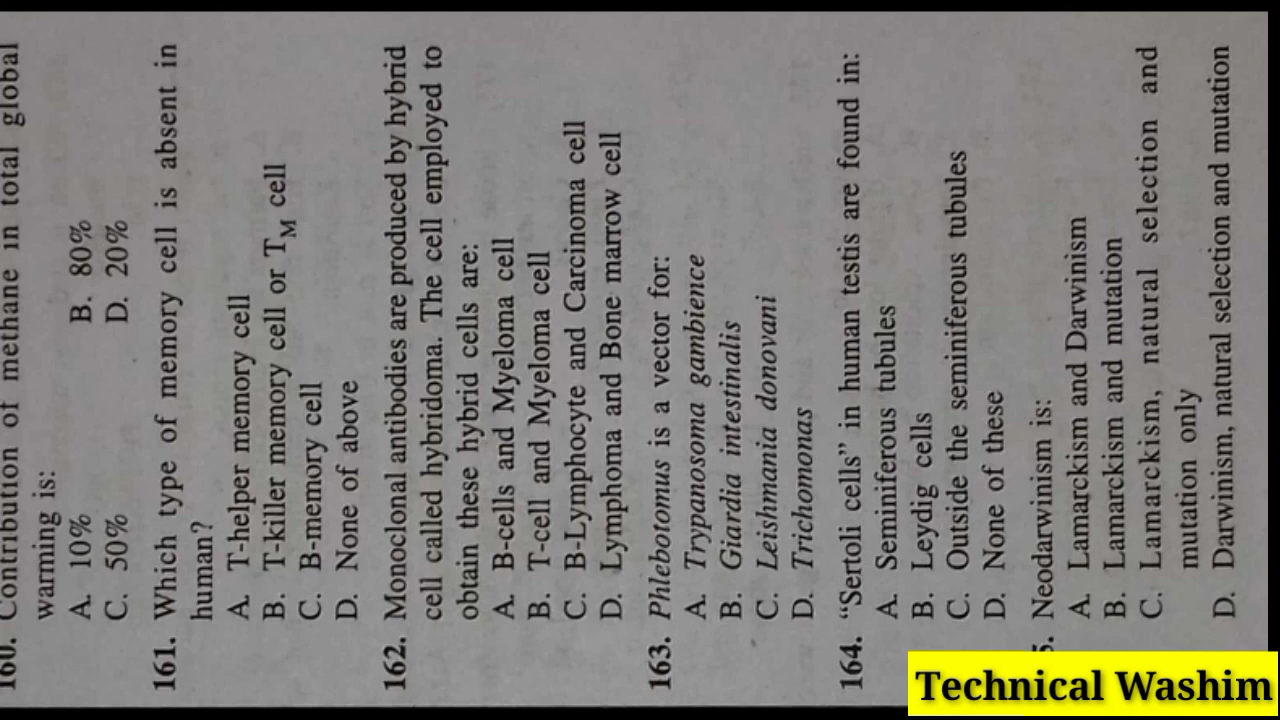 160. Contribution of methane in total global
warming is:
A. 10% B. 80%
C. 50% D. 20%
161. Which type of memory cell is absent in
human?
A. T-helper memory cell
B. T-killer memory cell or TM cell
C. B-memory cell
D. None of above
162. Monoclonal antibodies are produced by hybrid
cell called hybridoma. The cell employed to
obtain these hybrid cells are:
A. B-cells and Myeloma cell
B. T-cell and Myeloma cell
C. B-Lymphocyte and Carcinoma cell
D. Lymphoma and Bone marrow cell
163. Phlebotomus is a vector for:
A. Trypanosoma gambience
B. Giardia intestinalis
C. Leishmania donovani
D. Trichomonas
164. “Sertoli cells” in human testis are found in:
A. Seminiferous tubules
B. Leydig cells
C. Outside the seminiferous tubules
D. None of these
5. Neodarwinism is:
A. Lamarckism and Darwinism
B. Lamarckism and mutation
C. Lamarckism, natural selection and
mutation only
D. Darwinism, natural selection and mutation
Technical Washim